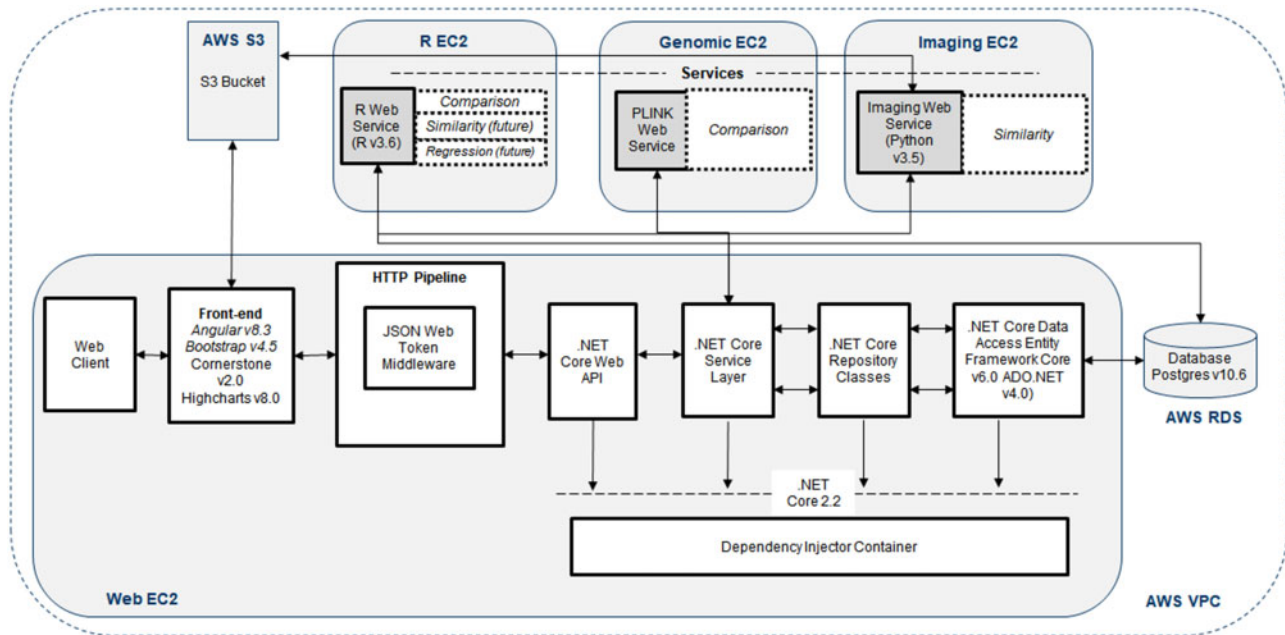 AWS S3
S3 Bucket
R EC2
Genomic EC2
Imaging EC2
Services
R Web
Service
(R v3.6)
Comparison
Similarity (future)
Regression (future)
PLINK
Web
Service
Comparison
Imaging Web
Service
(Python
v3.5)
Similarity
Web
Client
Front-end
Angular v8.3
Bootstrap v4.5
Cornerstone
v2.0
Highcharts v8.0
HTTP Pipeline
JSON Web
Token
Middleware
.NET
Core Web
API
.NET Core
Service
Layer
.NET Core
Repository
Classes
.NET Core Data
Access Entity
Framework Core
v6.0 ADO.NET
v4.0)
Database
Postgres v10.6
AWS RDS
.NET
Core 2.2
Dependency Injector Container
Web EC2
AWS VPC